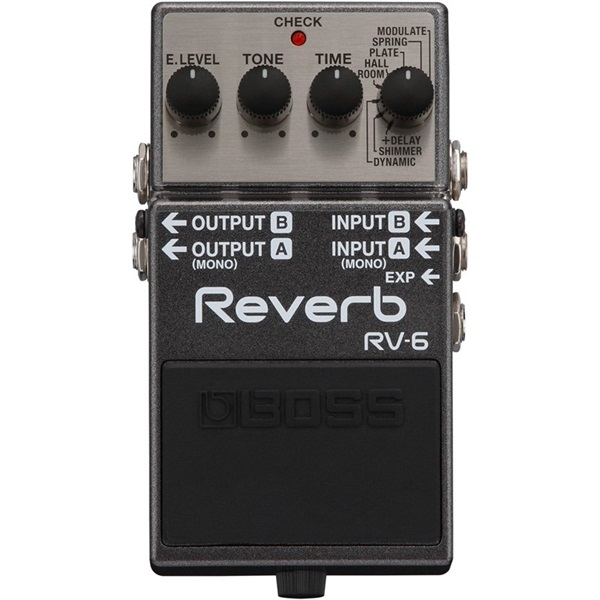 CHECK
E.LEVEL
TONE
TIME
MODULATE
SPRING
PLATE
HALL
ROOM
+DELAY
SHIMMER
DYNAMIC
OUTPUT B
INPUT B
OUTPUT A
(MONO)
INPUT A
(MONO)
EXP
Reverb
RV-6
BOSS